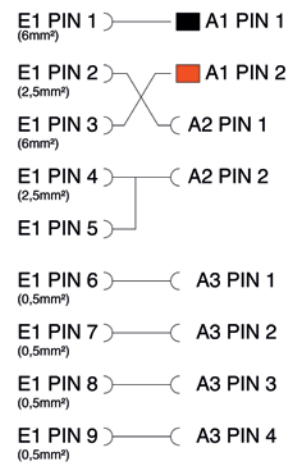 E1 PIN 1 A1 PIN 1
(6mm²)
E1 PIN 2 A1 PIN 2
(2,5mm²)
E1 PIN 3 A2 PIN 1
(6mm²)
E1 PIN 4 A2 PIN 2
(2,5mm²)
E1 PIN 5
E1 PIN 6 A3 PIN 1
(0,5mm²)
E1 PIN 7 A3 PIN 2
(0,5mm²)
E1 PIN 8 A3 PIN 3
(0,5mm²)
E1 PIN 9 A3 PIN 4
(0,5mm²)